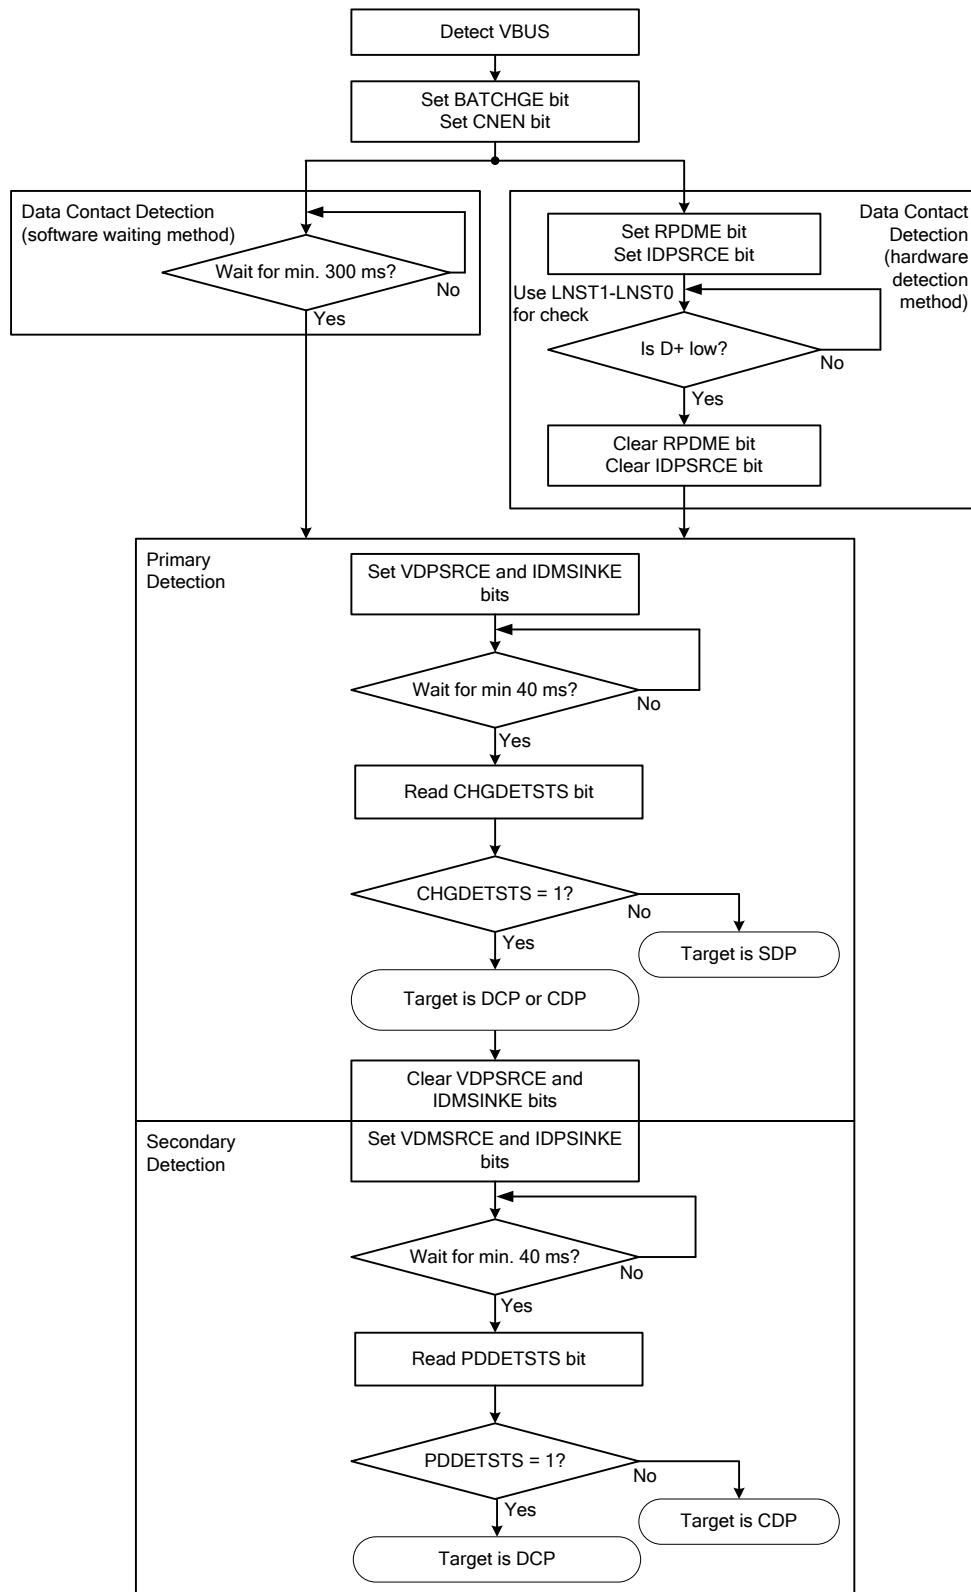 Detect VBUS
Set BATCHGE bit
Set CNEN bit
Data Contact Detection
(software waiting method)
Wait for min. 300 ms?
No
Yes
Data Contact
Detection
(hardware
detection
method)
Set RPDME bit
Set IDPSRCE bit
Use LNST1-LNST0
for check
Is D+ low?
No
Yes
Clear RPDME bit
Clear IDPSRCE bit
Primary
Detection
Set VDPSRCE and IDMSINKE
bits
Wait for min 40 ms?
No
Yes
Read CHGDETSTS bit
CHGDETSTS = 1?
No
Yes
Target is SDP
Target is DCP or CDP
Clear VDPSRCE and
IDMSINKE bits
Secondary
Detection
Set VDMSRCE and IDPSINKE
bits
Wait for min. 40 ms?
No
Yes
Read PDDETSTS bit
PDDETSTS = 1?
No
Yes
Target is CDP
Target is DCP